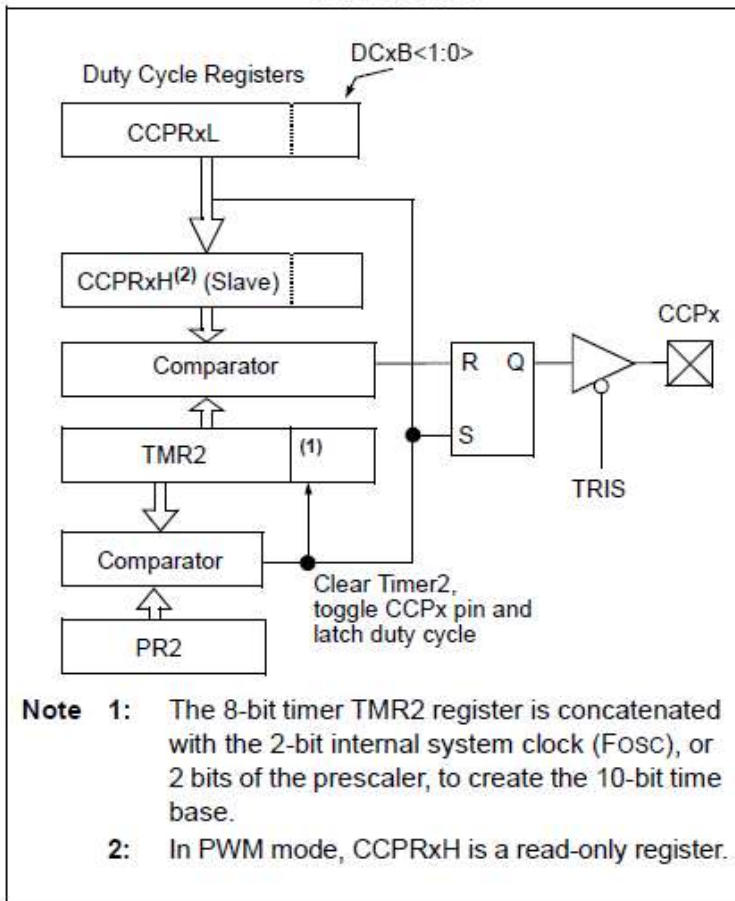 DCxB<1:0>
Duty Cycle Registers
CCPRxL
CCPRxH(2) (Slave)
CCPx
Comparator
R Q
TMR2
(1)
S
TRIS
Comparator
Clear Timer2,
toggle CCPx pin and
latch duty cycle
PR2
Note 1: The 8-bit timer TMR2 register is concatenated
with the 2-bit internal system clock (FOSC), or
2 bits of the prescaler, to create the 10-bit time
base.
2: In PWM mode, CCPRxH is a read-only register.